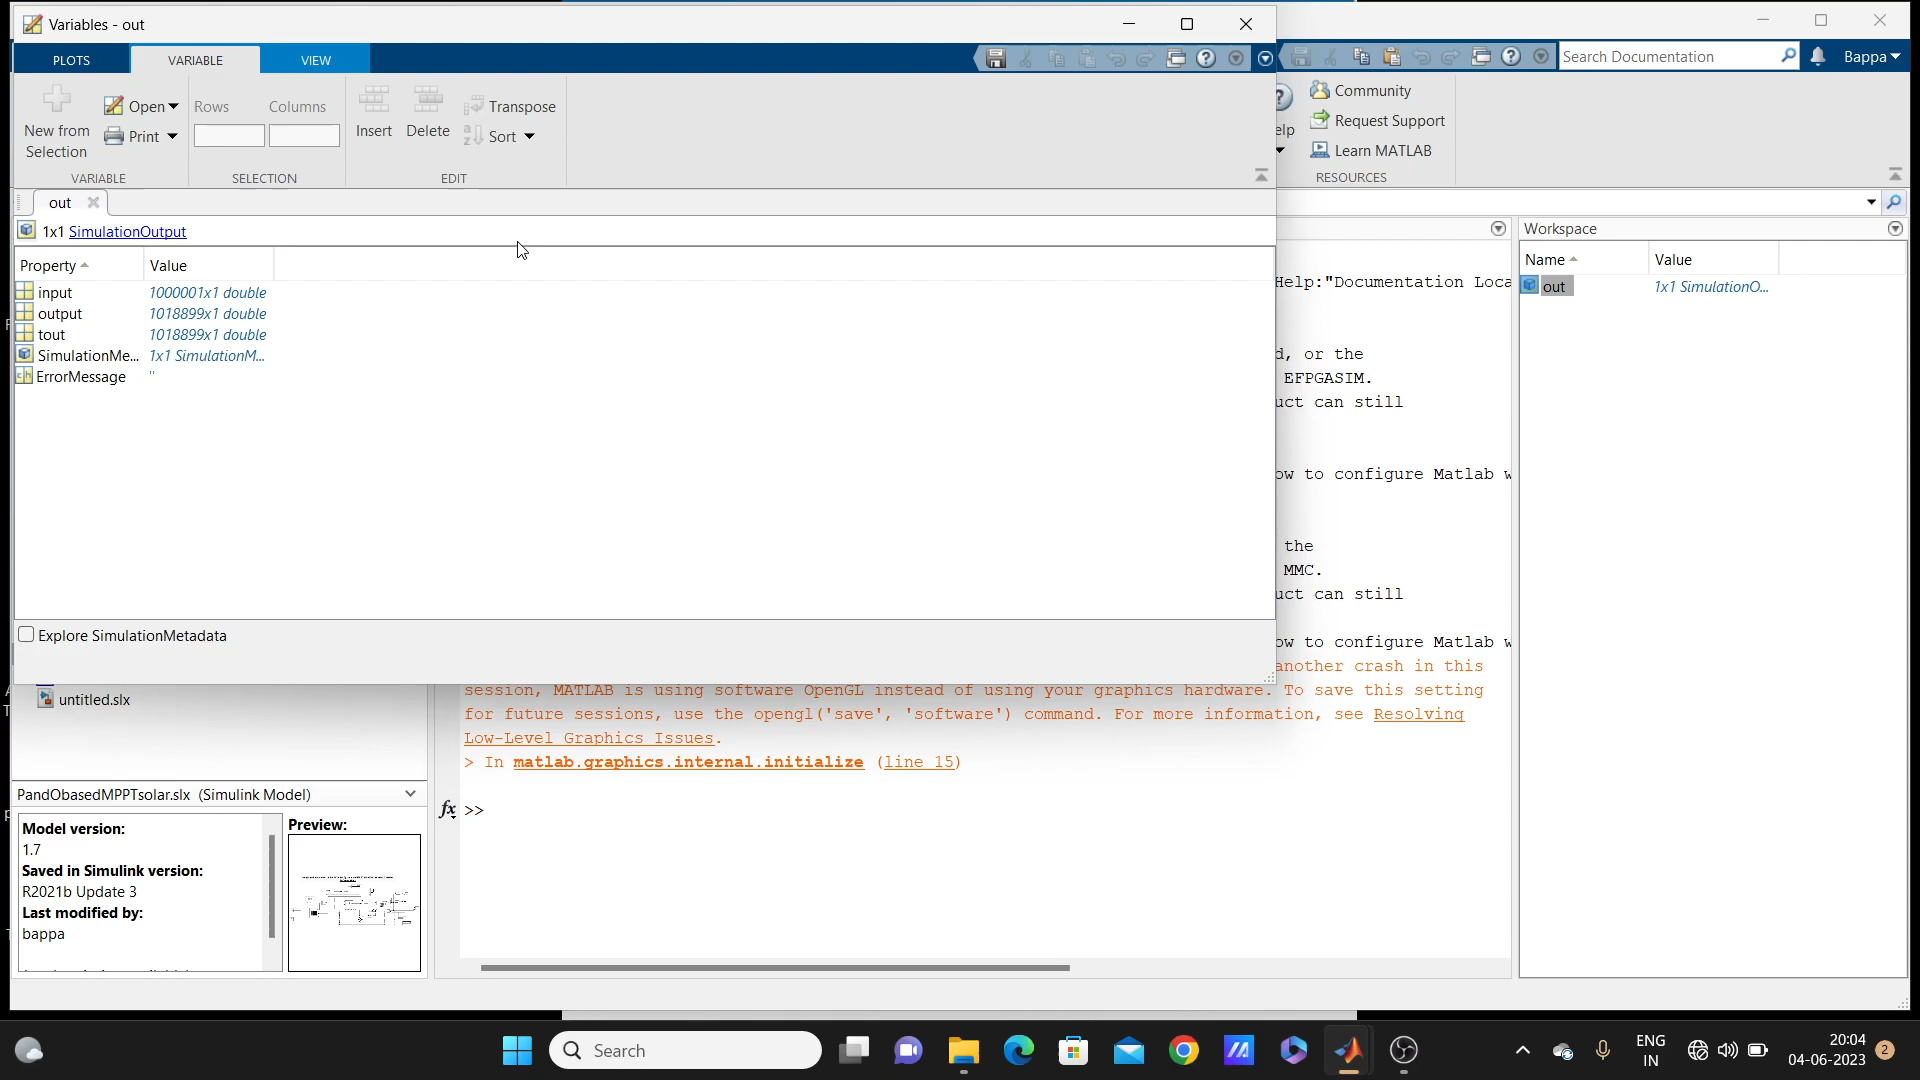 Variables - out
PLOTS
VARIABLE
VIEW
Search Documentation
Bappa
New from
Selection
Open
Print
Rows
Columns
Insert
Delete
Transpose
Sort
VARIABLE
SELECTION
EDIT
elp
Community
Request Support
Learn MATLAB
RESOURCES
out
1x1 SimulationOutput
Property
Value
input 1000001x1 double
output 1018899x1 double
tout 1018899x1 double
SimulationMe... 1x1 SimulationM...
ErrorMessage ''
Explore SimulationMetadata
Workspace
Name
Value
out 1x1 SimulationO...
Help:"Documentation Loca
d, or the
EFPGASIM.
uct can still
ow to configure Matlab w
the
MMC.
uct can still
ow to configure Matlab w
another crash in this
session, MATLAB is using software OpenGL instead of using your graphics hardware. To save this setting
for future sessions, use the opengl('save', 'software') command. For more information, see Resolving
Low-Level Graphics Issues.
> In matlab.graphics.internal.initialize (line 15)
fx >>
untitled.slx
PandObasedMPPTsolar.slx (Simulink Model)
Model version:
1.7
Saved in Simulink version:
R2021b Update 3
Last modified by:
bappa
Preview:
Search
ENG
IN
20:04
04-06-2023
2